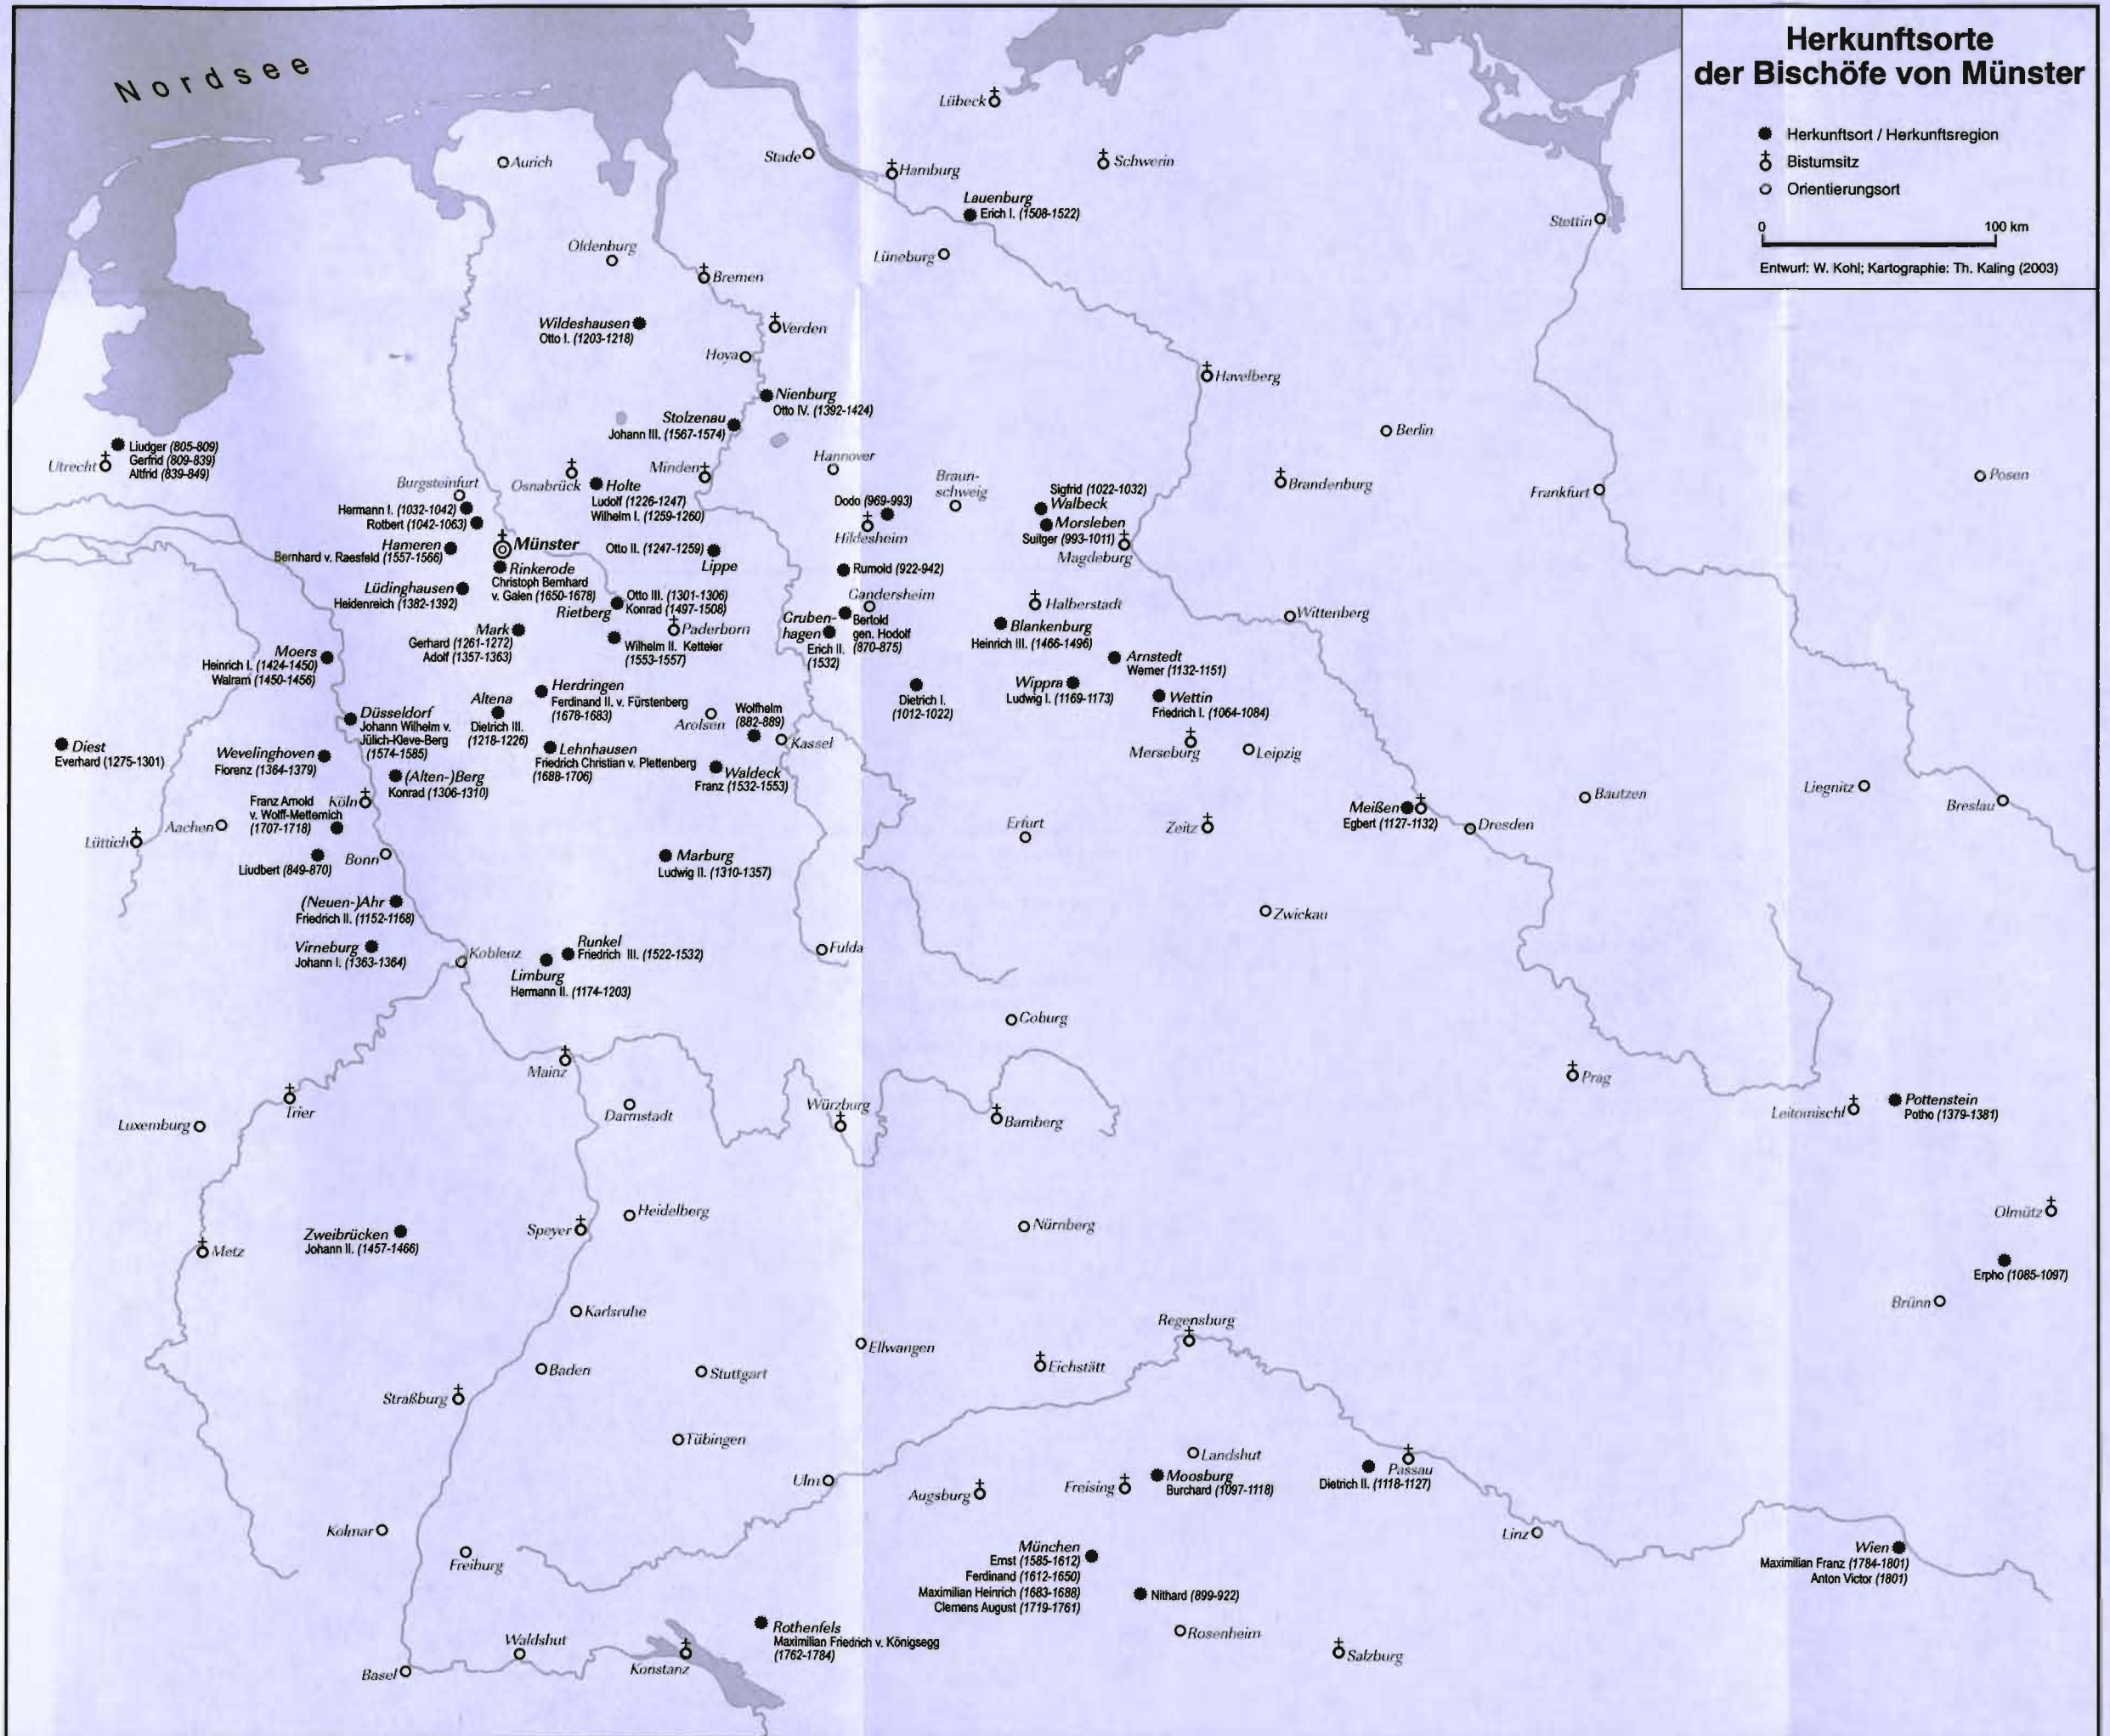 Nordsee
Herkunftsorte
der Bischöfe von Münster
Herkunftsort / Herkunftsregion
Bistumsitz
Orientierungsort
0 100 km
Entwurf: W. Kohl; Kartographie: Th. Kaling (2003)
Lübeck
Aurich
Stade
Hamburg
Schwerin
Lauenburg
Erich I. (1508-1522)
Stettin
Oldenburg
Lüneburg
Bremen
Wildeshausen
Otto I. (1203-1218)
Verden
Hoya
Havelberg
Nienburg
Otto IV. (1392-1424)
Stolzenau
Johann III. (1567-1574)
Berlin
Utrecht
Liudger (805-809)
Gerfrid (809-839)
Altfrid (839-849)
Burgsteinfurt
Hermann I. (1032-1042)
Rotbert (1042-1063)
Osnabrück
Minden
Holte
Ludolf (1226-1247)
Wilhelm I. (1259-1260)
Hannover
Dodo (969-993)
Hildesheim
Braun-
schweig
Sigfrid (1022-1032)
Walbeck
Morsleben
Suitger (993-1011)
Magdeburg
Brandenburg
Frankfurt
Posen
Hameren
Bernhard v. Raesfeld (1557-1566)
Münster
Rinkerode
Christoph Bernhard
v. Galen (1650-1678)
Otto II. (1247-1259)
Lippe
Rumold (922-942)
Gandersheim
Lüdinghausen
Heidenreich (1382-1392)
Rietberg
Otto III. (1301-1306)
Konrad (1497-1508)
Paderborn
Gruben-
hagen
Erich II.
(1532)
Bertold
gen. Hodolf
(870-875)
Halberstadt
Blankenburg
Heinrich III. (1466-1496)
Wittenberg
Mark
Gerhard (1261-1272)
Adolf (1357-1363)
Wilhelm II. Ketteler
(1553-1557)
Moers
Heinrich I. (1424-1450)
Walram (1450-1456)
Arnstedt
Werner (1132-1151)
Herdringen
Ferdinand II. v. Fürstenberg
(1678-1683)
Altena
Dietrich III.
(1218-1226)
Arolsen
Wolfhelm
(882-889)
Kassel
Dietrich I.
(1012-1022)
Wippra
Ludwig I. (1169-1173)
Wettin
Friedrich I. (1064-1084)
Düsseldorf
Johann Wilhelm v.
Jülich-Kleve-Berg
(1574-1585)
Diest
Everhard (1275-1301)
Wevelinghoven
Florenz (1364-1379)
Lehnhausen
Friedrich Christian v. Plettenberg
(1688-1706)
Waldeck
Franz (1532-1553)
Merseburg
Leipzig
(Alten-)Berg
Konrad (1306-1310)
Franz Arnold
v. Wolff-Metternich
(1707-1718)
Köln
Aachen
Lüttich
Liudbert (849-870)
Bonn
Marburg
Ludwig II. (1310-1357)
Erfurt
Zeitz
Meißen
Egbert (1127-1132)
Dresden
Bautzen
Liegnitz
Breslau
(Neuen-)Ahr
Friedrich II. (1152-1168)
Zwickau
Virneburg
Johann I. (1363-1364)
Koblenz
Runkel
Friedrich III. (1522-1532)
Limburg
Hermann II. (1174-1203)
Fulda
Coburg
Mainz
Prag
Trier
Luxemburg
Darmstadt
Würzburg
Bamberg
Leitomischl
Pottenstein
Potho (1379-1381)
Heidelberg
Speyer
Nürnberg
Zweibrücken
Johann II. (1457-1466)
Metz
Olmütz
Erpho (1085-1097)
Brünn
Karlsruhe
Regensburg
Ellwangen
Eichstätt
Baden
Stuttgart
Straßburg
Tübingen
Ulm
Augsburg
Freising
Landshut
Moosburg
Burchard (1097-1118)
Passau
Dietrich II. (1118-1127)
Kolmar
Freiburg
Linz
München
Ernst (1585-1612)
Ferdinand (1612-1650)
Maximilian Heinrich (1683-1688)
Clemens August (1719-1761)
Wien
Maximilian Franz (1784-1801)
Anton Victor (1801)
Nithard (899-922)
Rosenheim
Salzburg
Rothenfels
Maximilian Friedrich v. Königsegg
(1762-1784)
Waldshut
Konstanz
Basel